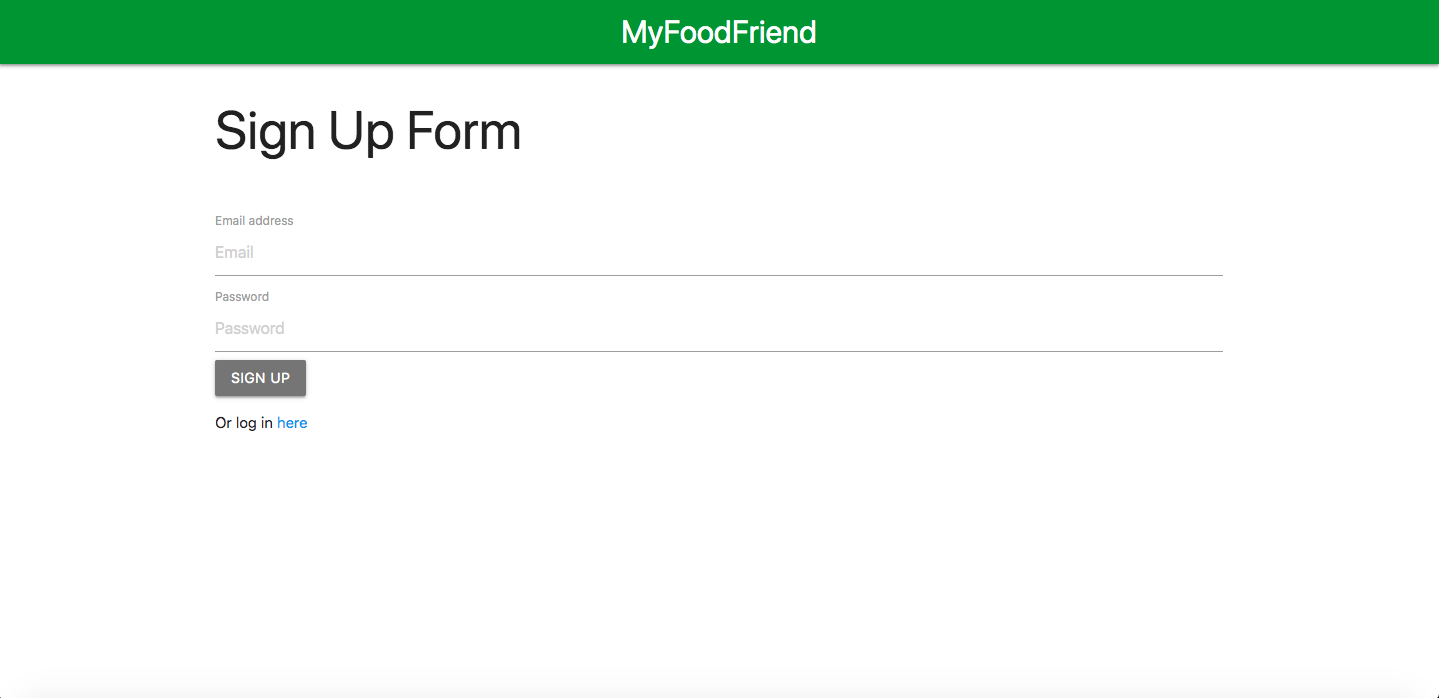 MyFoodFriend
Sign Up Form
Email address
Email
Password
Password
SIGN UP
Or log in here